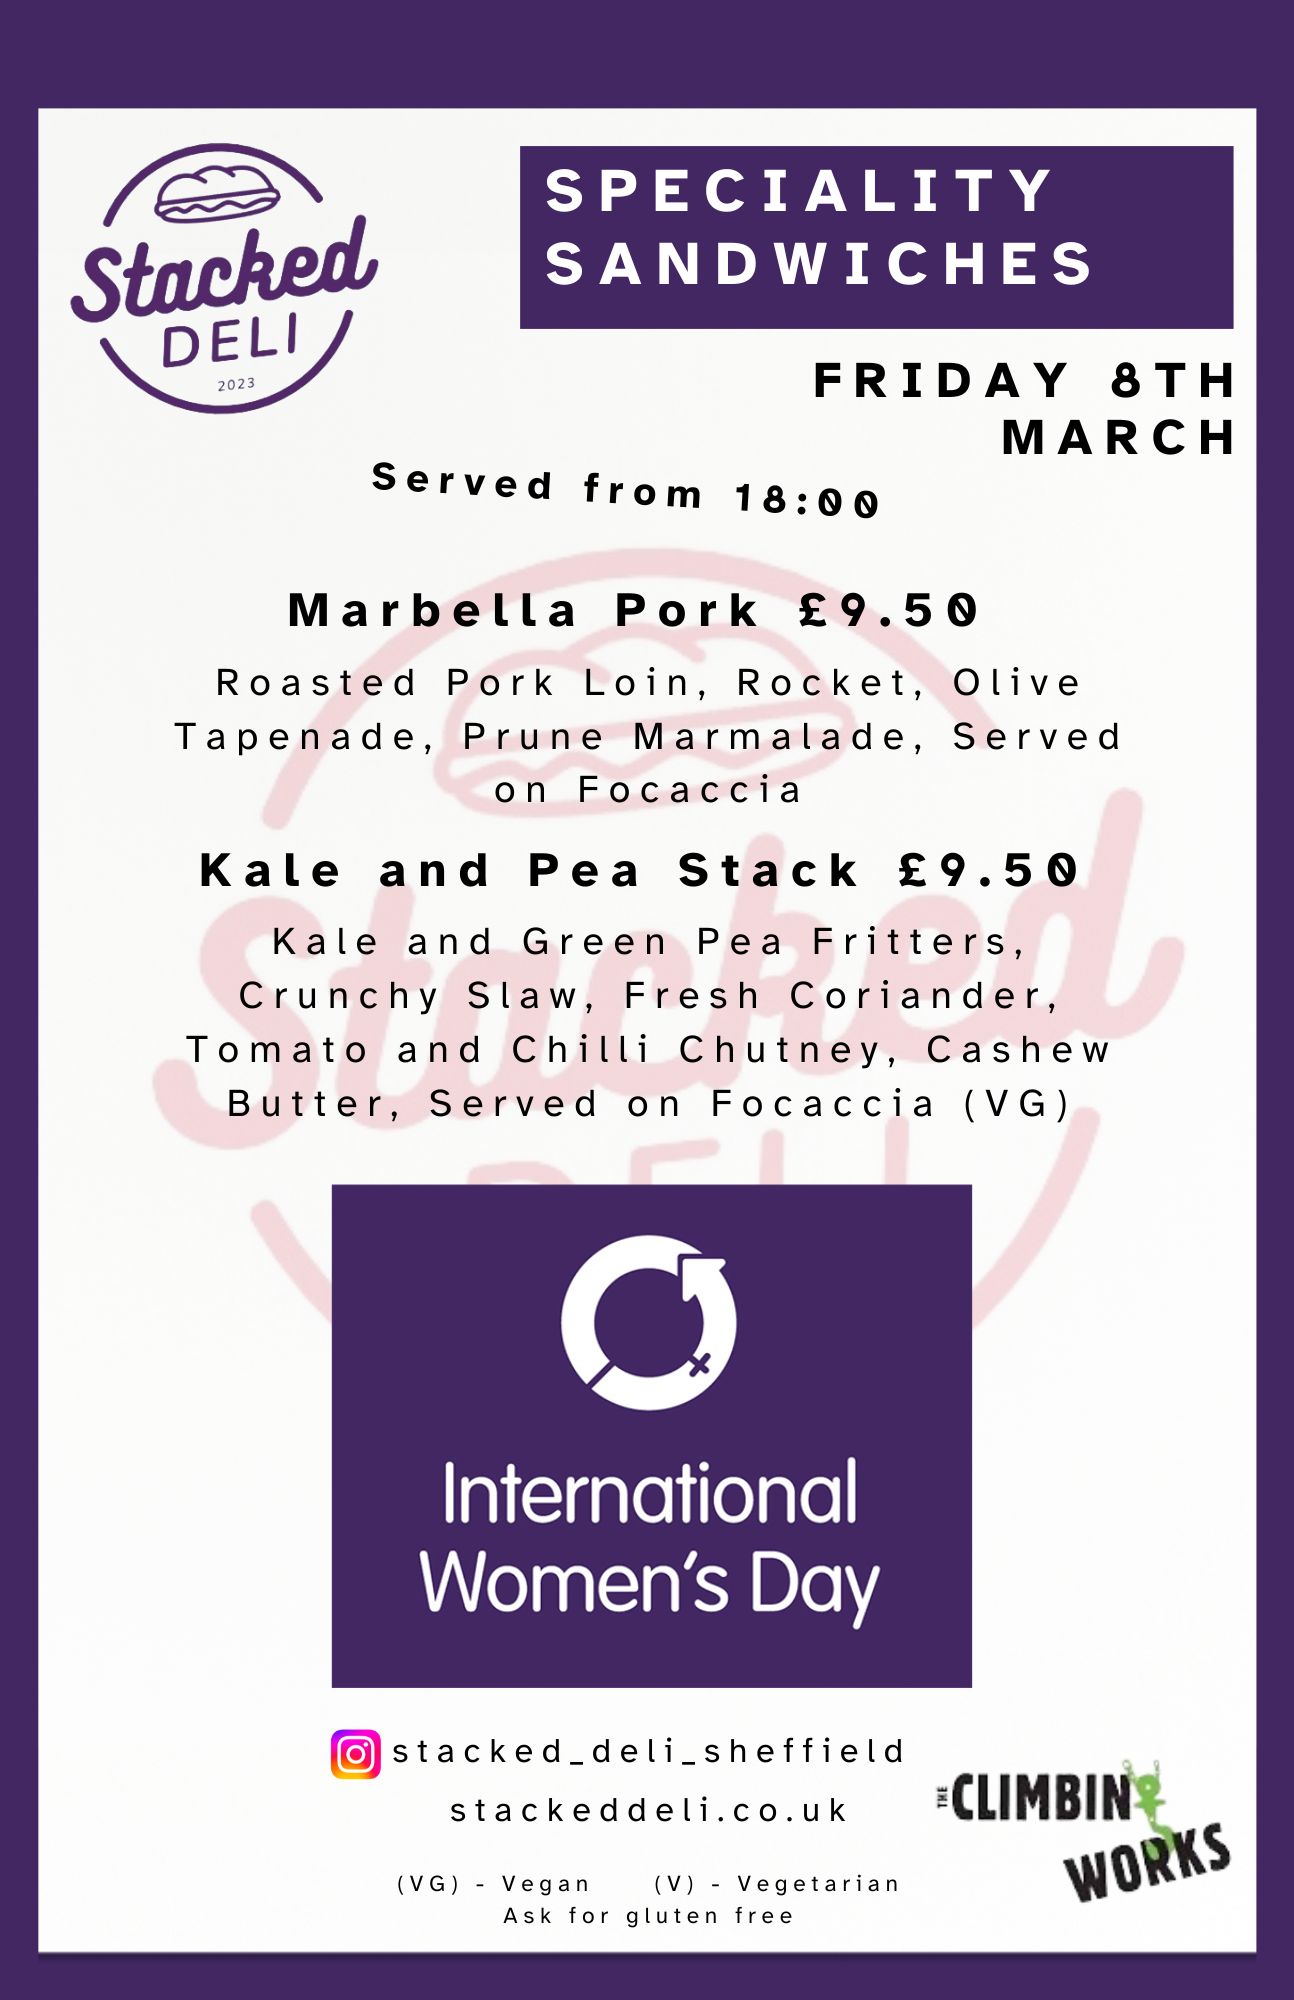 Stacked
DELI
2023
SPECIALITY
SANDWICHES
FRIDAY 8TH
MARCH
Served from 18:00
Marbella Pork £9.50
Roasted Pork Loin, Rocket, Olive
Tapenade, Prune Marmalade, Served
on Focaccia
Kale and Pea Stack £9.50
Kale and Green Pea Fritters,
Crunchy Slaw, Fresh Coriander,
Tomato and Chilli Chutney, Cashew
Butter, Served on Focaccia (VG)
Stacked
DELI
International
Women's Day
stacked_deli_sheffield
stackeddeli.co.uk
THE CLIMBING
WORKS
(VG) - Vegan (V) - Vegetarian
Ask for gluten free